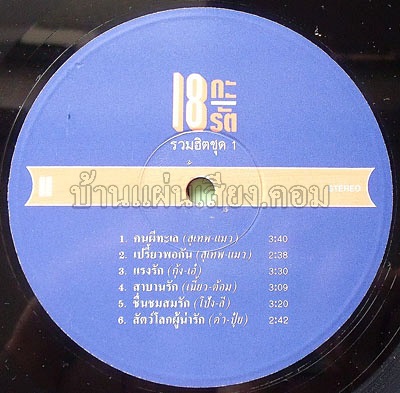 18 กะ
รัต
รวมฮิตชุด 1
บ้านแผ่นเสียง.คอม
STEREO
1. คนผีทะเล (สุเทพ-แมว) 3:40
2. เปรี้ยวพอกัน (สุเทพ-แมว) 2:38
3. แรงรัก (กุ้ง-เอ๋) 3:30
4. สาบานรัก (เนี้ยว-ต้อม) 3:09
5. ชื่นชมสมรัก (โป้ง-ลี) 3:20
6. สัตว์โลกผู้น่ารัก (ดำ-ปุ๋ย) 2:42